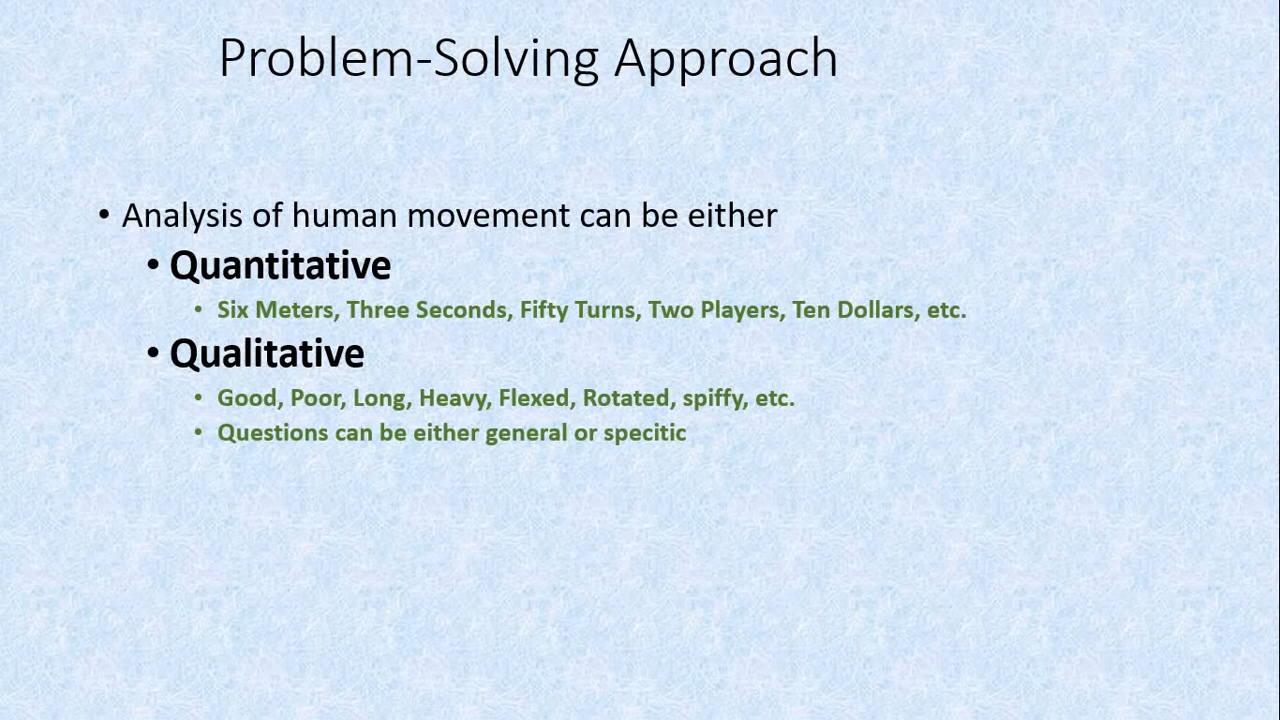 Problem-Solving Approach
• Analysis of human movement can be either
• Quantitative
• Six Meters, Three Seconds, Fifty Turns, Two Players, Ten Dollars, etc.
• Qualitative
• Good, Poor, Long, Heavy, Flexed, Rotated, spiffy, etc.
• Questions can be either general or specitic